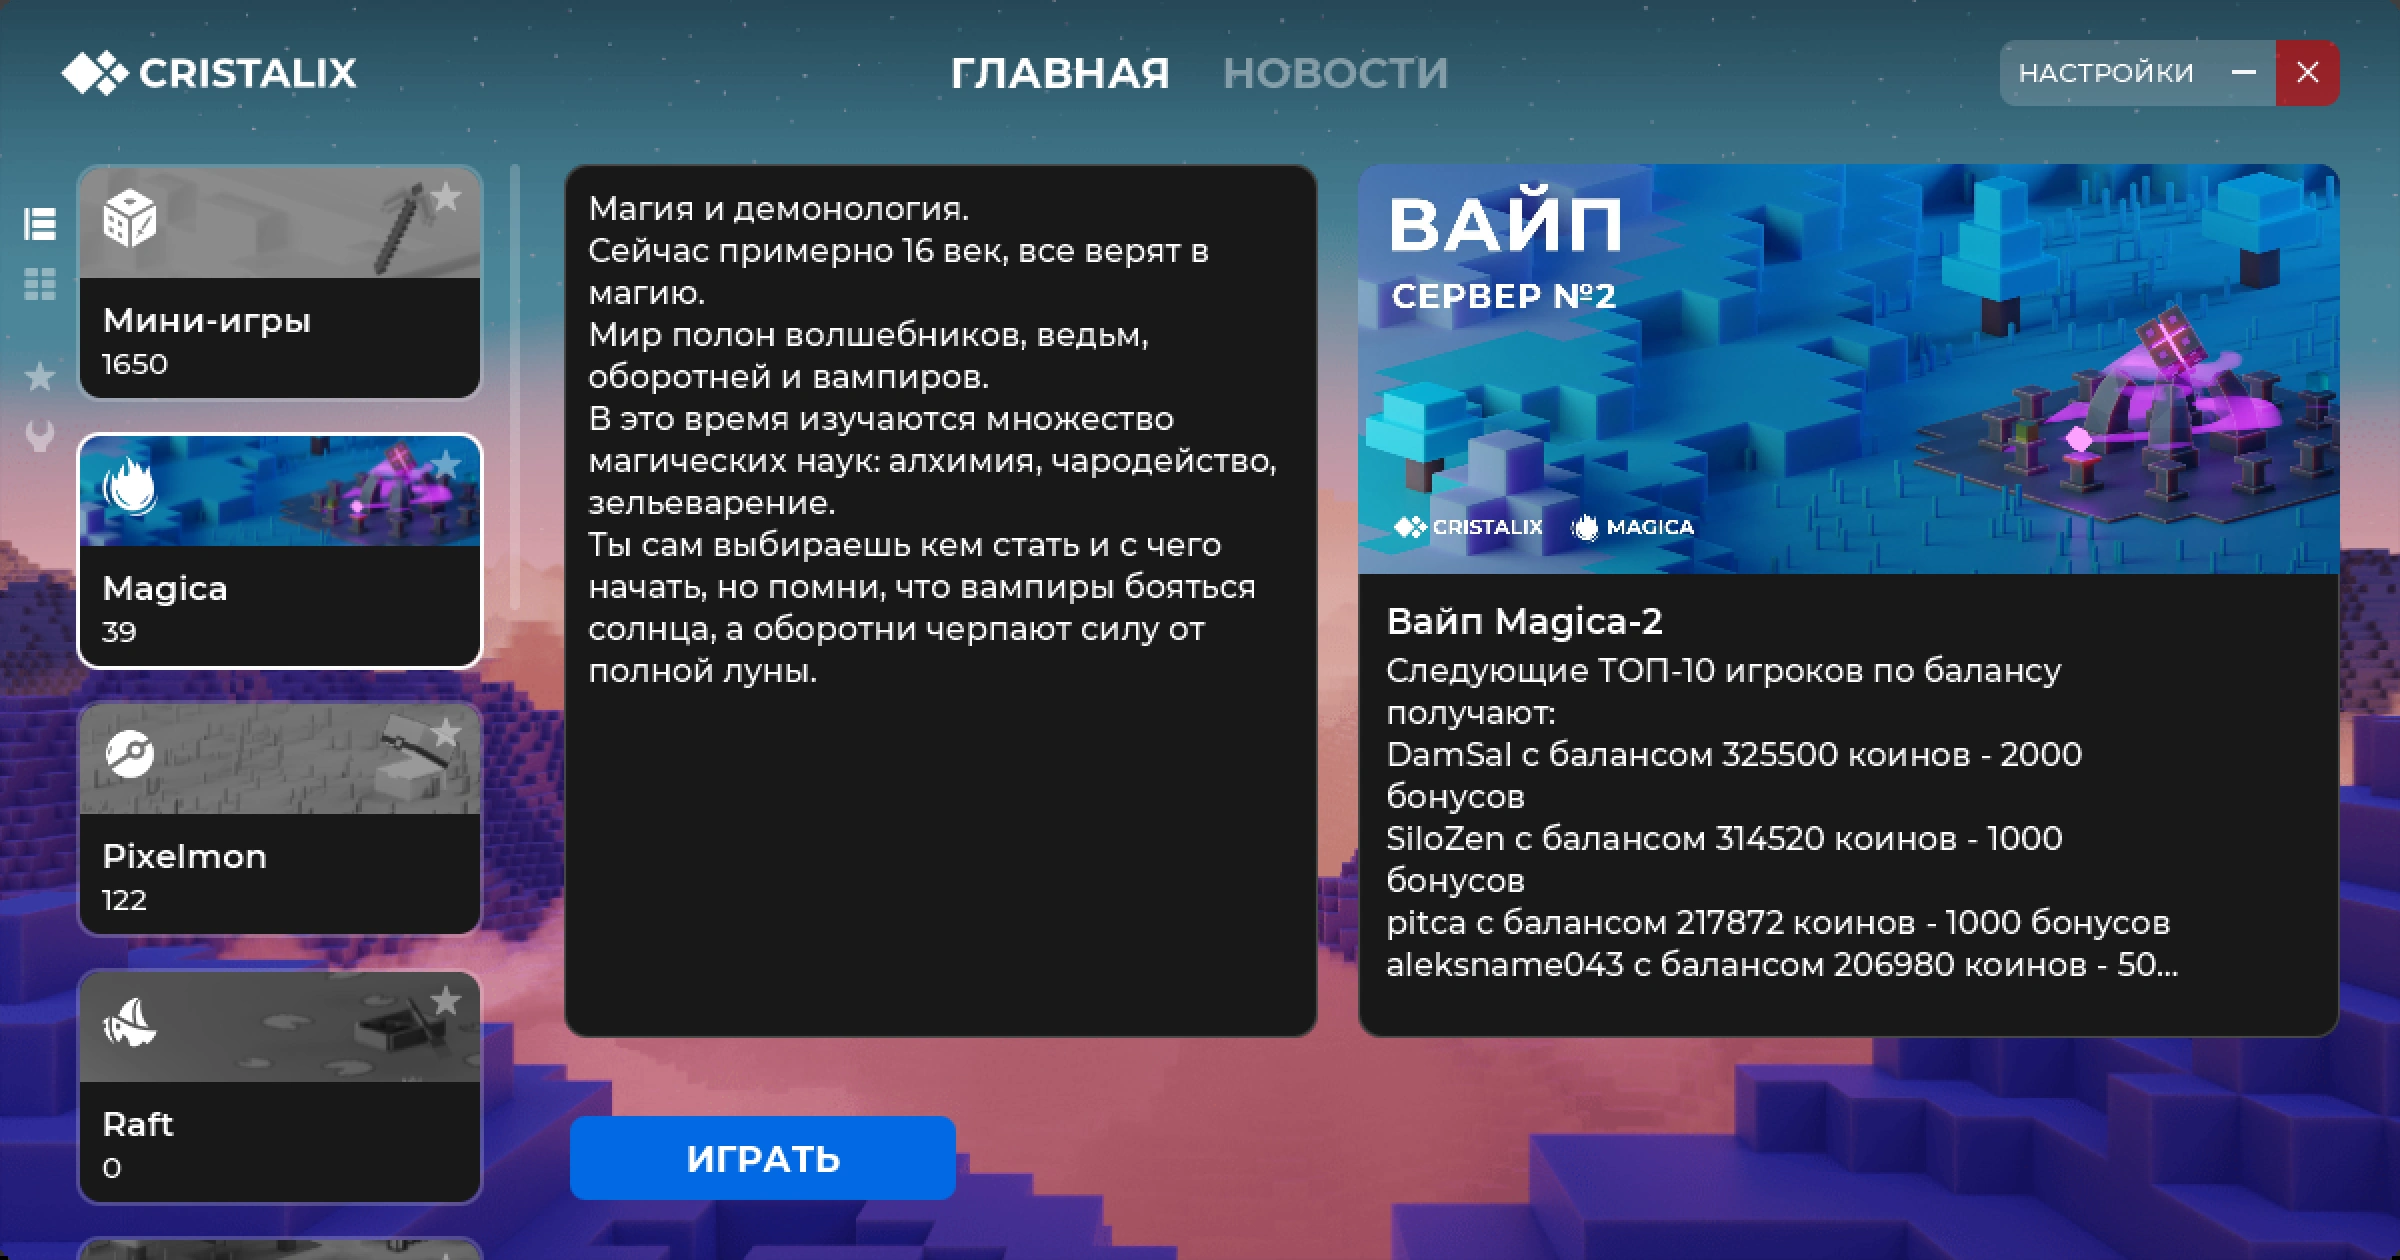 CRISTALIX
ГЛАВНАЯ
НОВОСТИ
НАСТРОЙКИ
Мини-игры
1650
Magica
39
Pixelmon
122
Raft
0
Магия и демонология.
Сейчас примерно 16 век, все верят в
магию.
Мир полон волшебников, ведьм,
оборотней и вампиров.
В это время изучаются множество
магических наук: алхимия, чародейство,
зельеварение.
Ты сам выбираешь кем стать и с чего
начать, но помни, что вампиры бояться
солнца, а оборотни черпают силу от
полной луны.
ИГРАТЬ
ВАЙП
СЕРВЕР №2
CRISTALIX MAGICA
Вайп Magica-2
Следующие ТОП-10 игроков по балансу
получают:
DamSal с балансом 325500 коинов - 2000
бонусов
SiloZen с балансом 314520 коинов - 1000
бонусов
pitca с балансом 217872 коинов - 1000 бонусов
aleksname043 с балансом 206980 коинов - 50...